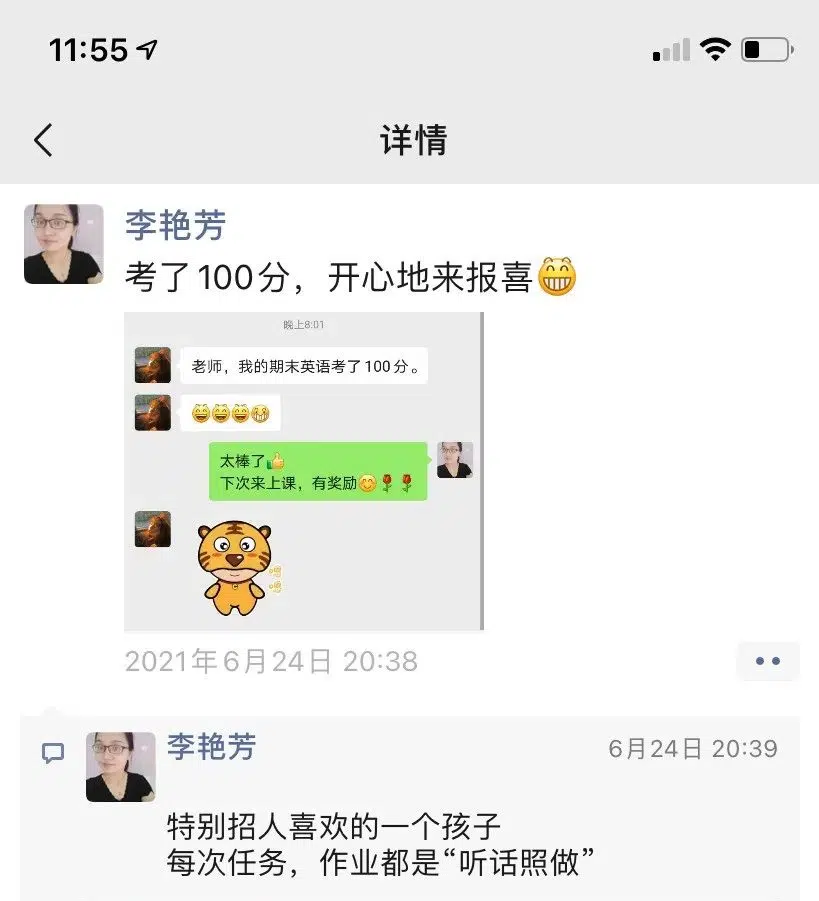 11:55
详情
李艳芳
考了100分，开心地来报喜😁
晚上8:01
老师，我的期末英语考了100分。
😄😄😄😁
太棒了👍
下次来上课，有奖励😊🌹🌹
2021年6月24日 20:38
李艳芳
6月24日 20:39
特别招人喜欢的一个孩子
每次任务，作业都是“听话照做”